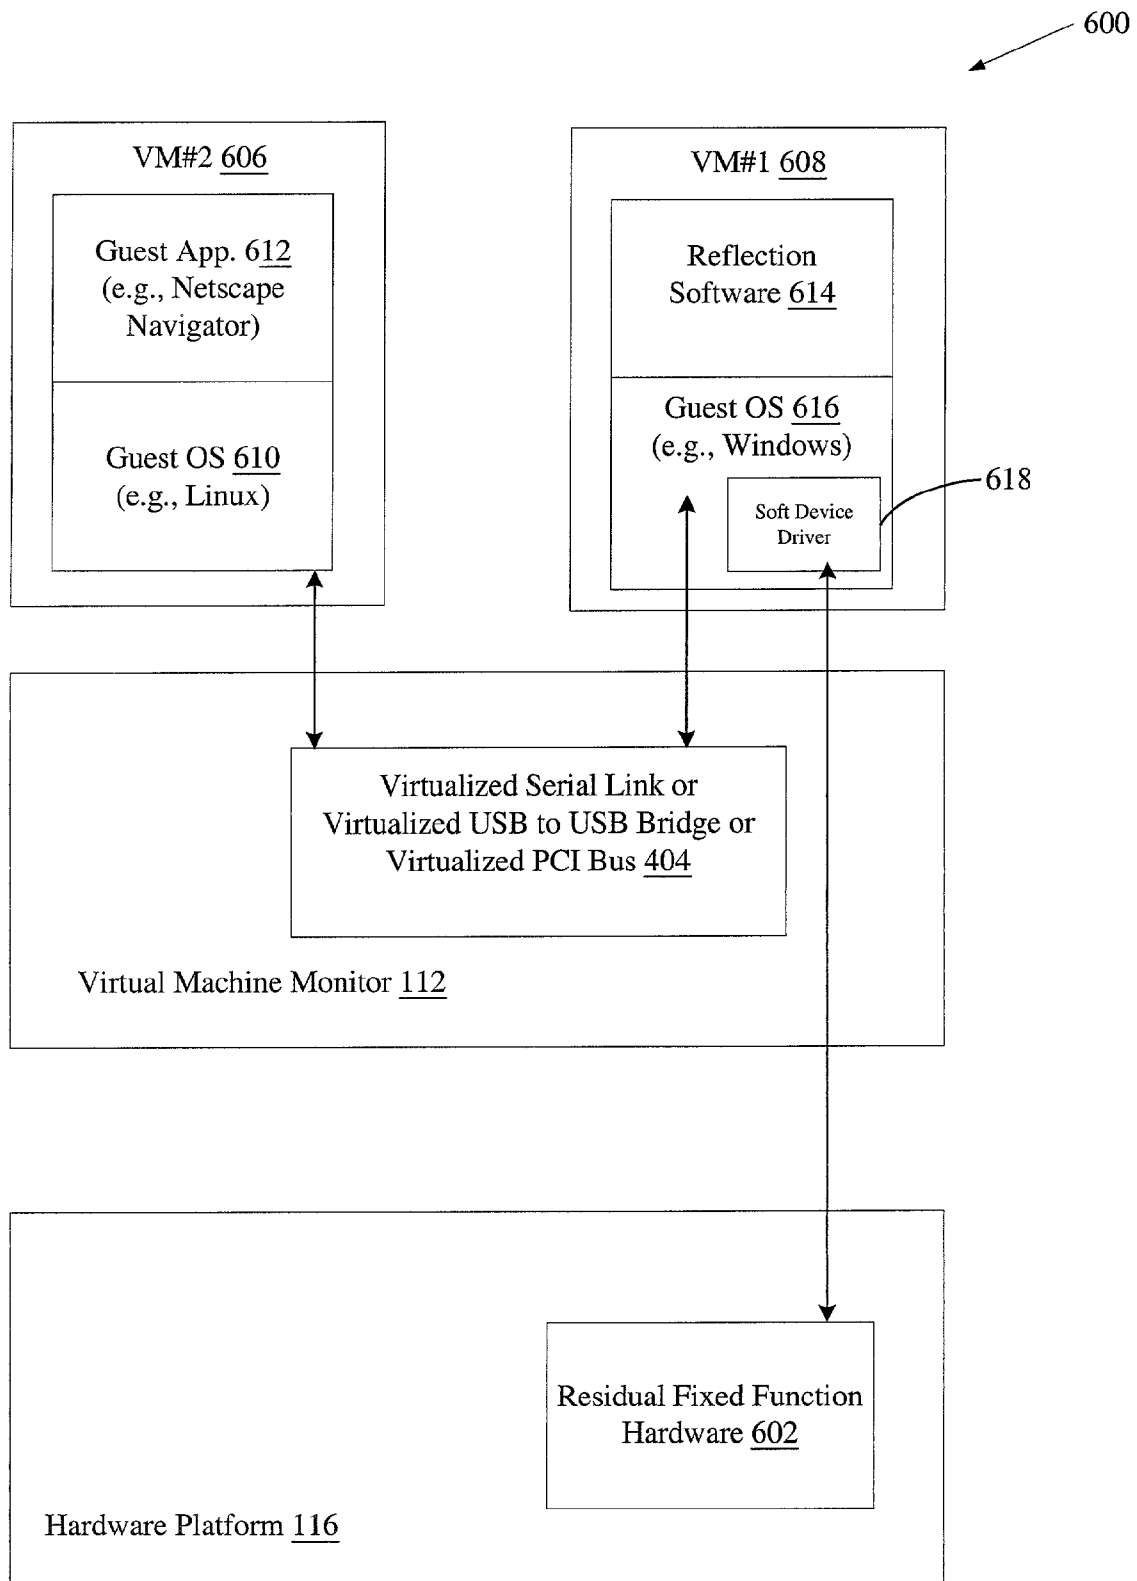 600
VM#2 606
Guest App. 612
(e.g., Netscape
Navigator)
Guest OS 610
(e.g., Linux)
VM#1 608
Reflection
Software 614
Guest OS 616
(e.g., Windows)
Soft Device
Driver
618
Virtualized Serial Link or
Virtualized USB to USB Bridge or
Virtualized PCI Bus 404
Virtual Machine Monitor 112
Residual Fixed Function
Hardware 602
Hardware Platform 116